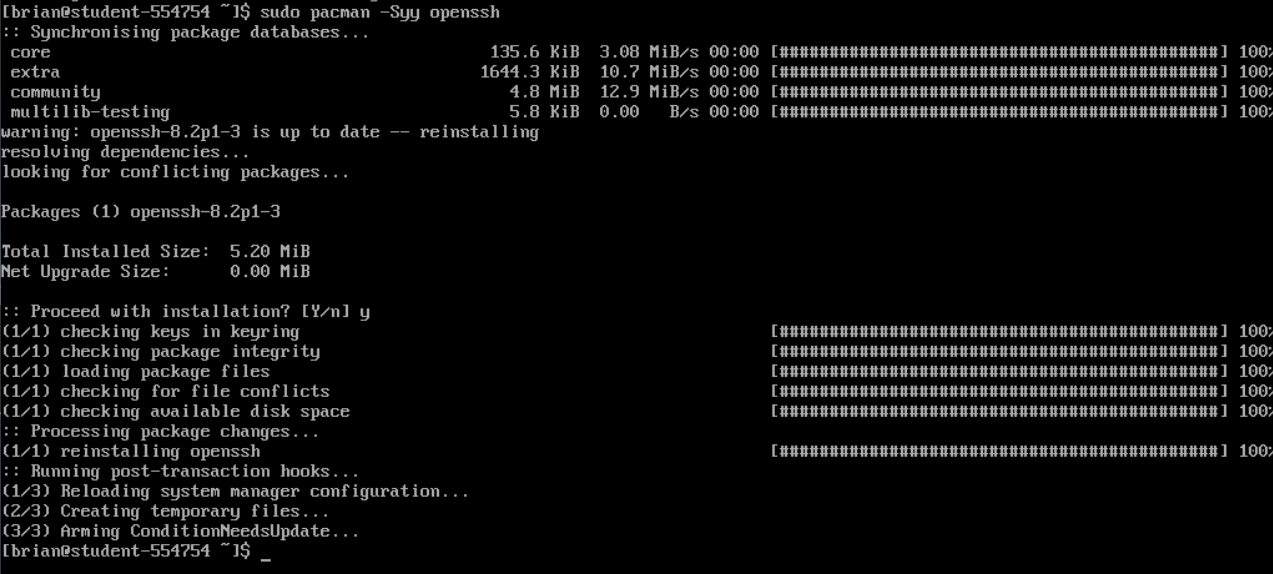 [brian@student-554754 ~]$ sudo pacman -Syy openssh
:: Synchronising package databases...
core 135.6 KiB 3.08 MiB/s 00:00 [############################################] 100%
extra 1644.3 KiB 10.7 MiB/s 00:00 [############################################] 100%
community 4.8 MiB 12.9 MiB/s 00:00 [############################################] 100%
multilib-testing 5.8 KiB 0.00 B/s 00:00 [############################################] 100%
warning: openssh-8.2p1-3 is up to date -- reinstalling
resolving dependencies...
looking for conflicting packages...
Packages (1) openssh-8.2p1-3
Total Installed Size: 5.20 MiB
Net Upgrade Size: 0.00 MiB
:: Proceed with installation? [Y/n] y
(1/1) checking keys in keyring [############################################] 100%
(1/1) checking package integrity [############################################] 100%
(1/1) loading package files [############################################] 100%
(1/1) checking for file conflicts [############################################] 100%
(1/1) checking available disk space [############################################] 100%
:: Processing package changes...
(1/1) reinstalling openssh [############################################] 100%
:: Running post-transaction hooks...
(1/3) Reloading system manager configuration...
(2/3) Creating temporary files...
(3/3) Arming ConditionNeedsUpdate...
[brian@student-554754 ~]$ _